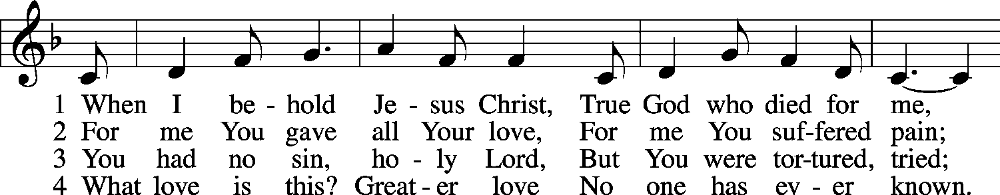 1 When I be - hold Je - sus Christ, True God who died for me,
2 For me You gave all Your love, For me You suf-fered pain;
3 You had no sin, ho - ly Lord, But You were tor-tured, tried;
4 What love is this? Great - er love No one has ev - er known.